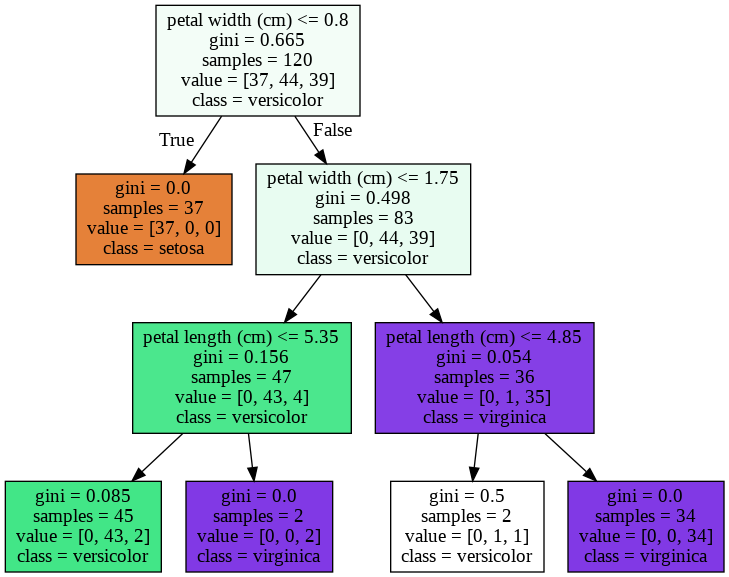 petal width (cm) <= 0.8
gini = 0.665
samples = 120
value = [37, 44, 39]
class = versicolor
True
False
gini = 0.0
samples = 37
value = [37, 0, 0]
class = setosa
petal width (cm) <= 1.75
gini = 0.498
samples = 83
value = [0, 44, 39]
class = versicolor
petal length (cm) <= 5.35
gini = 0.156
samples = 47
value = [0, 43, 4]
class = versicolor
petal length (cm) <= 4.85
gini = 0.054
samples = 36
value = [0, 1, 35]
class = virginica
gini = 0.085
samples = 45
value = [0, 43, 2]
class = versicolor
gini = 0.0
samples = 2
value = [0, 0, 2]
class = virginica
gini = 0.5
samples = 2
value = [0, 1, 1]
class = versicolor
gini = 0.0
samples = 34
value = [0, 0, 34]
class = virginica